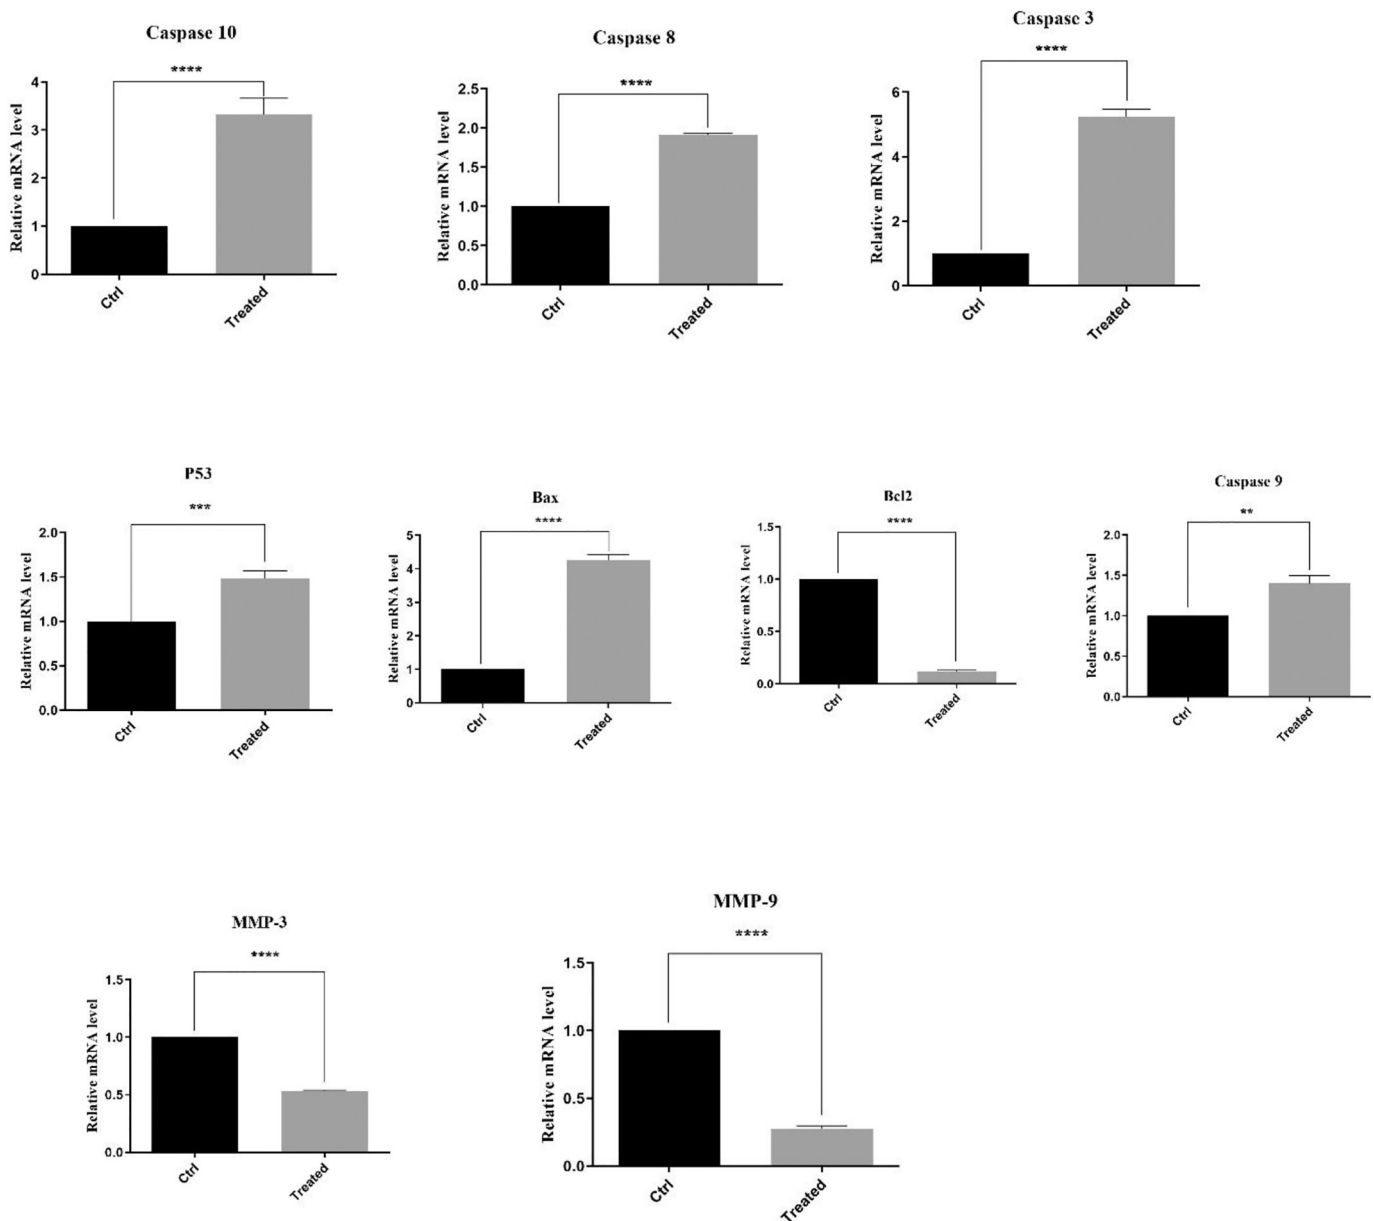 Caspase 10
****
Relative mRNA level
4
3
2
1
0
Ctrl
Treated
Caspase 8
****
Relative mRNA level
2.5
2.0
1.5
1.0
0.5
0.0
Ctrl
Treated
Caspase 3
****
Relative mRNA level
6
4
2
0
Ctrl
Treated
P53
***
Relative mRNA level
2.0
1.5
1.0
0.5
0.0
Ctrl
Treated
Bax
****
Relative mRNA level
5
4
3
2
1
0
Ctrl
Treated
Bcl2
****
Relative mRNA level
1.5
1.0
0.5
0.0
Ctrl
Treated
Caspase 9
**
Relative mRNA level
2.0
1.5
1.0
0.5
0.0
Ctrl
Treated
MMP-3
****
Relative mRNA level
1.5
1.0
0.5
0.0
Ctrl
Treated
MMP-9
****
Relative mRNA level
1.5
1.0
0.5
0.0
Ctrl
Treated